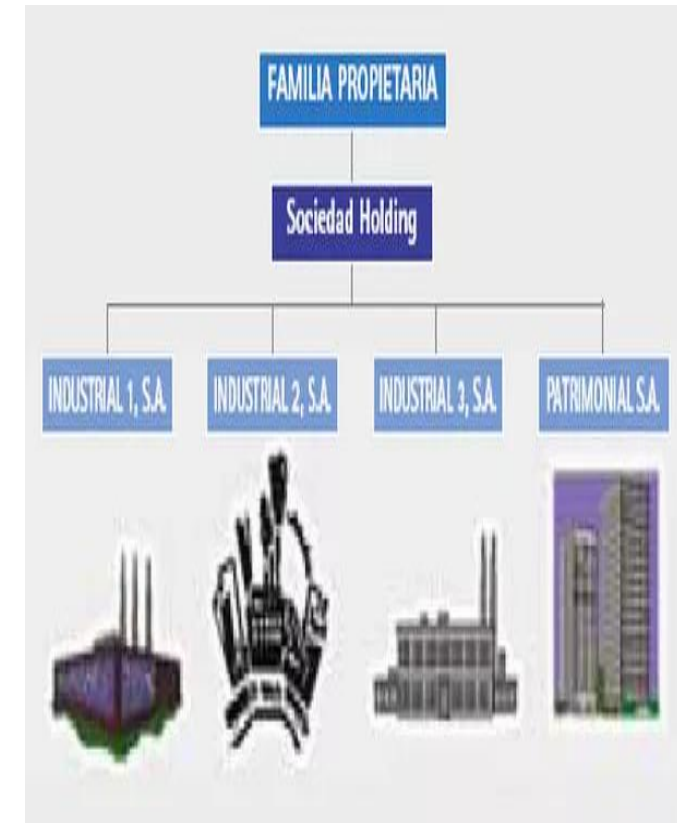 FAMILIA PROPIETARIA
Sociedad Holding
INDUSTRIAL 1, S.A.
INDUSTRIAL 2, S.A.
INDUSTRIAL 3, S.A.
PATRIMONIAL S.A.